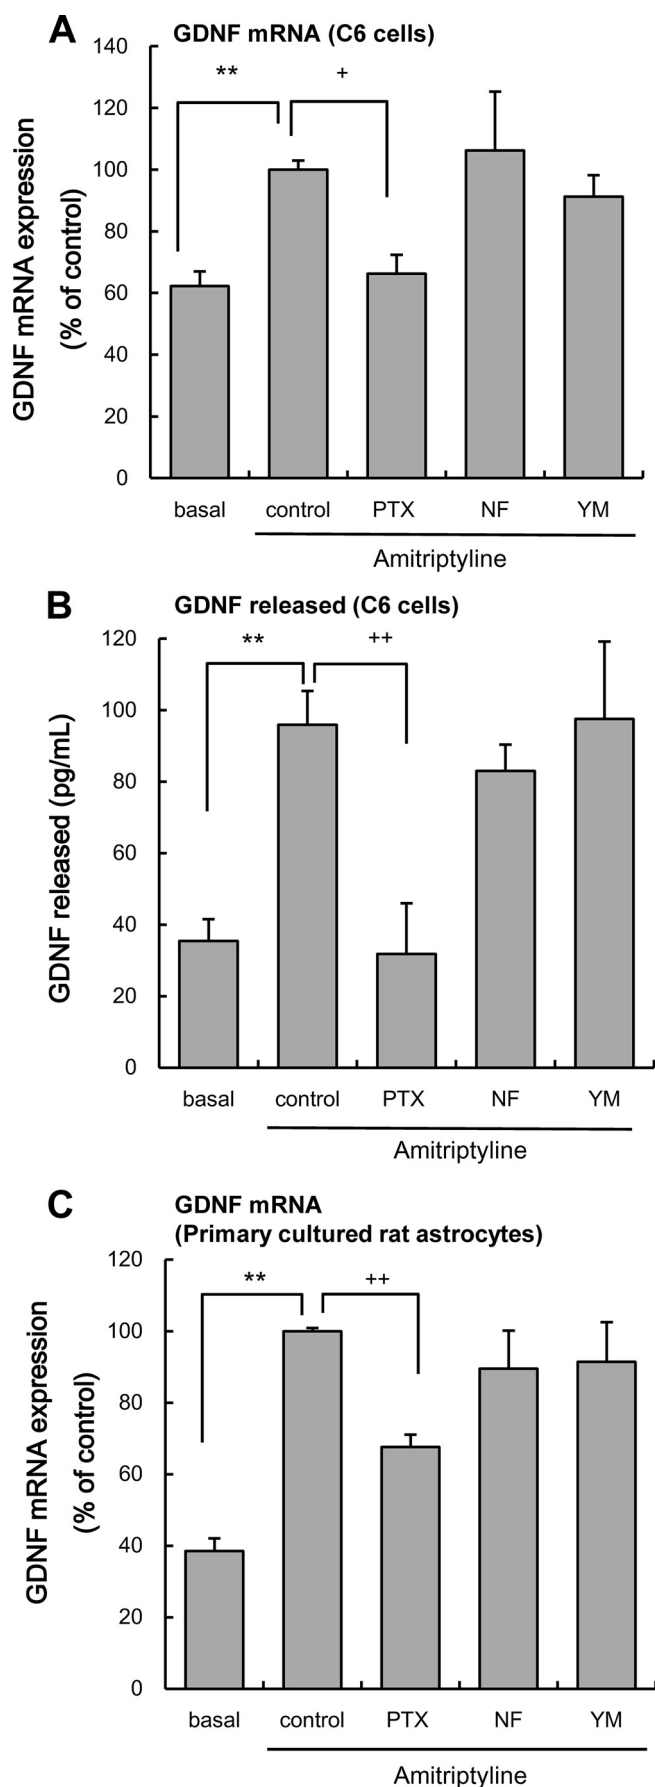 A
GDNF mRNA (C6 cells)
GDNF mRNA expression
(% of control)
140
120
100
80
60
40
20
0
**
+
basal control PTX NF YM
Amitriptyline
B
GDNF released (C6 cells)
GDNF released (pg/mL)
120
100
80
60
40
20
0
**
++
basal control PTX NF YM
Amitriptyline
C
GDNF mRNA
(Primary cultured rat astrocytes)
GDNF mRNA expression
(% of control)
120
100
80
60
40
20
0
**
++
basal control PTX NF YM
Amitriptyline